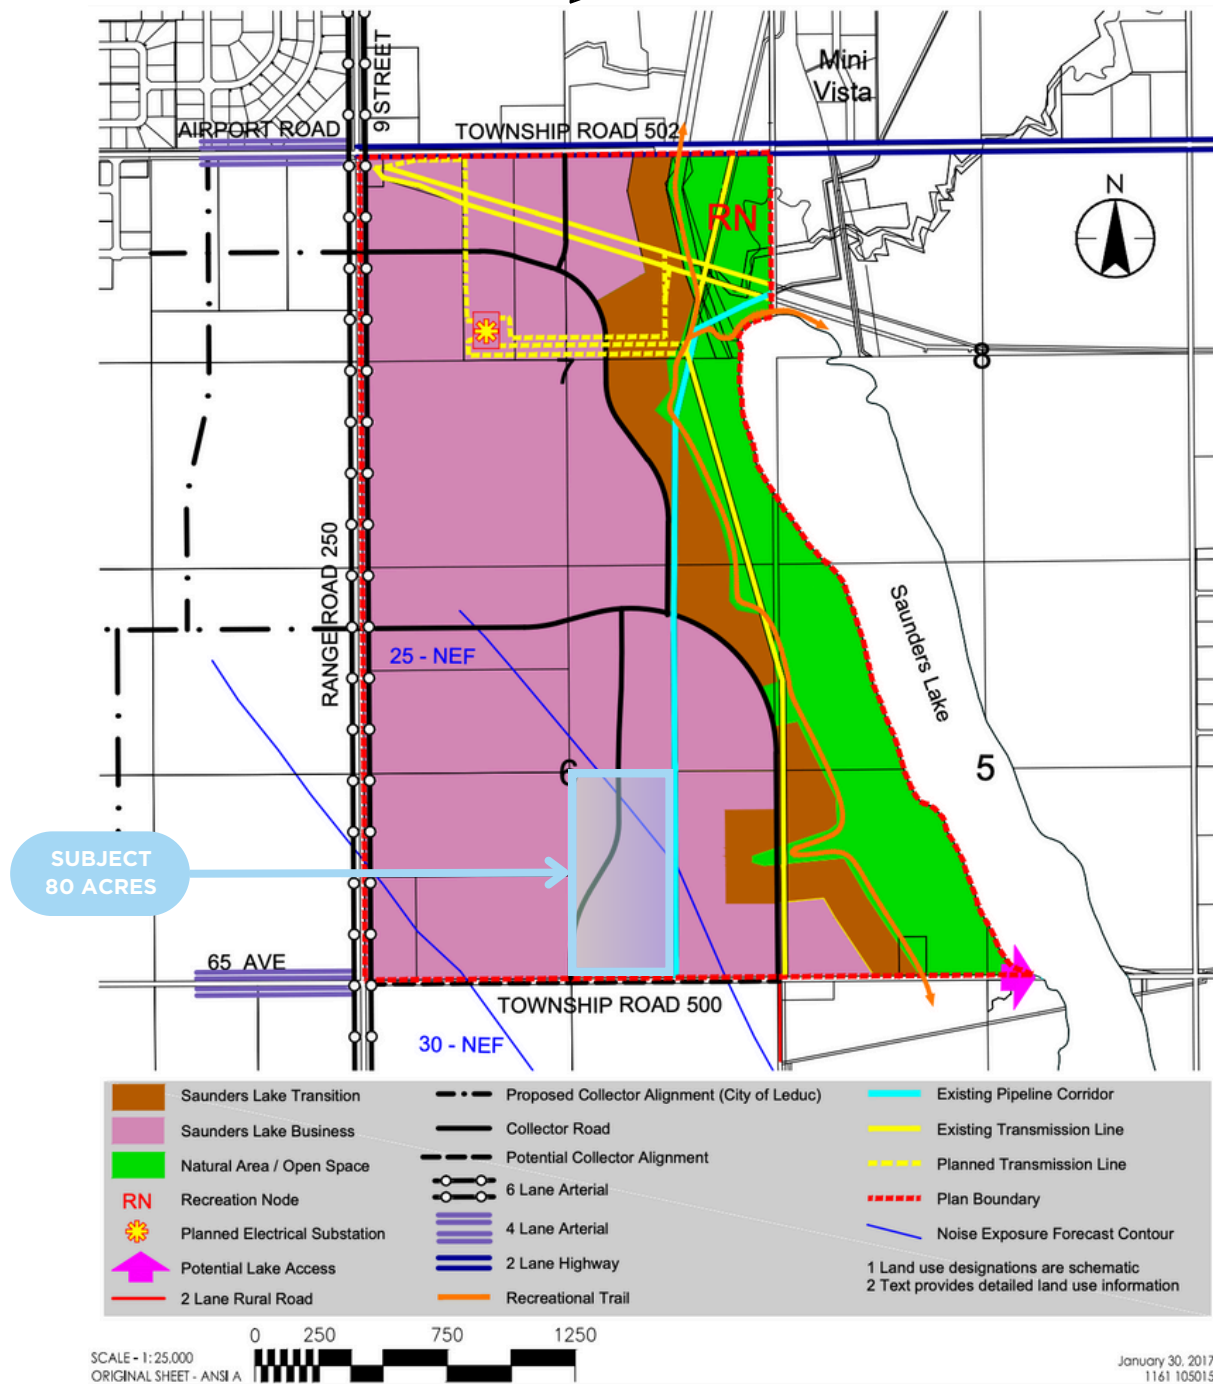 Mini
Vista
9 STREET
AIRPORT ROAD
TOWNSHIP ROAD 502
N
RN
7
8
RANGE ROAD 250
25 - NEF
Saunders Lake
6
5
SUBJECT
80 ACRES
65 AVE
TOWNSHIP ROAD 500
30 - NEF
Saunders Lake Transition
Saunders Lake Business
Natural Area / Open Space
RN Recreation Node
Planned Electrical Substation
Potential Lake Access
2 Lane Rural Road
Proposed Collector Alignment (City of Leduc)
Collector Road
Potential Collector Alignment
6 Lane Arterial
4 Lane Arterial
2 Lane Highway
Recreational Trail
Existing Pipeline Corridor
Existing Transmission Line
Planned Transmission Line
Plan Boundary
Noise Exposure Forecast Contour
1 Land use designations are schematic
2 Text provides detailed land use information
0 250 750 1250
SCALE - 1: 25,000
ORIGINAL SHEET - ANSI A
January 30, 2017
1161 105015